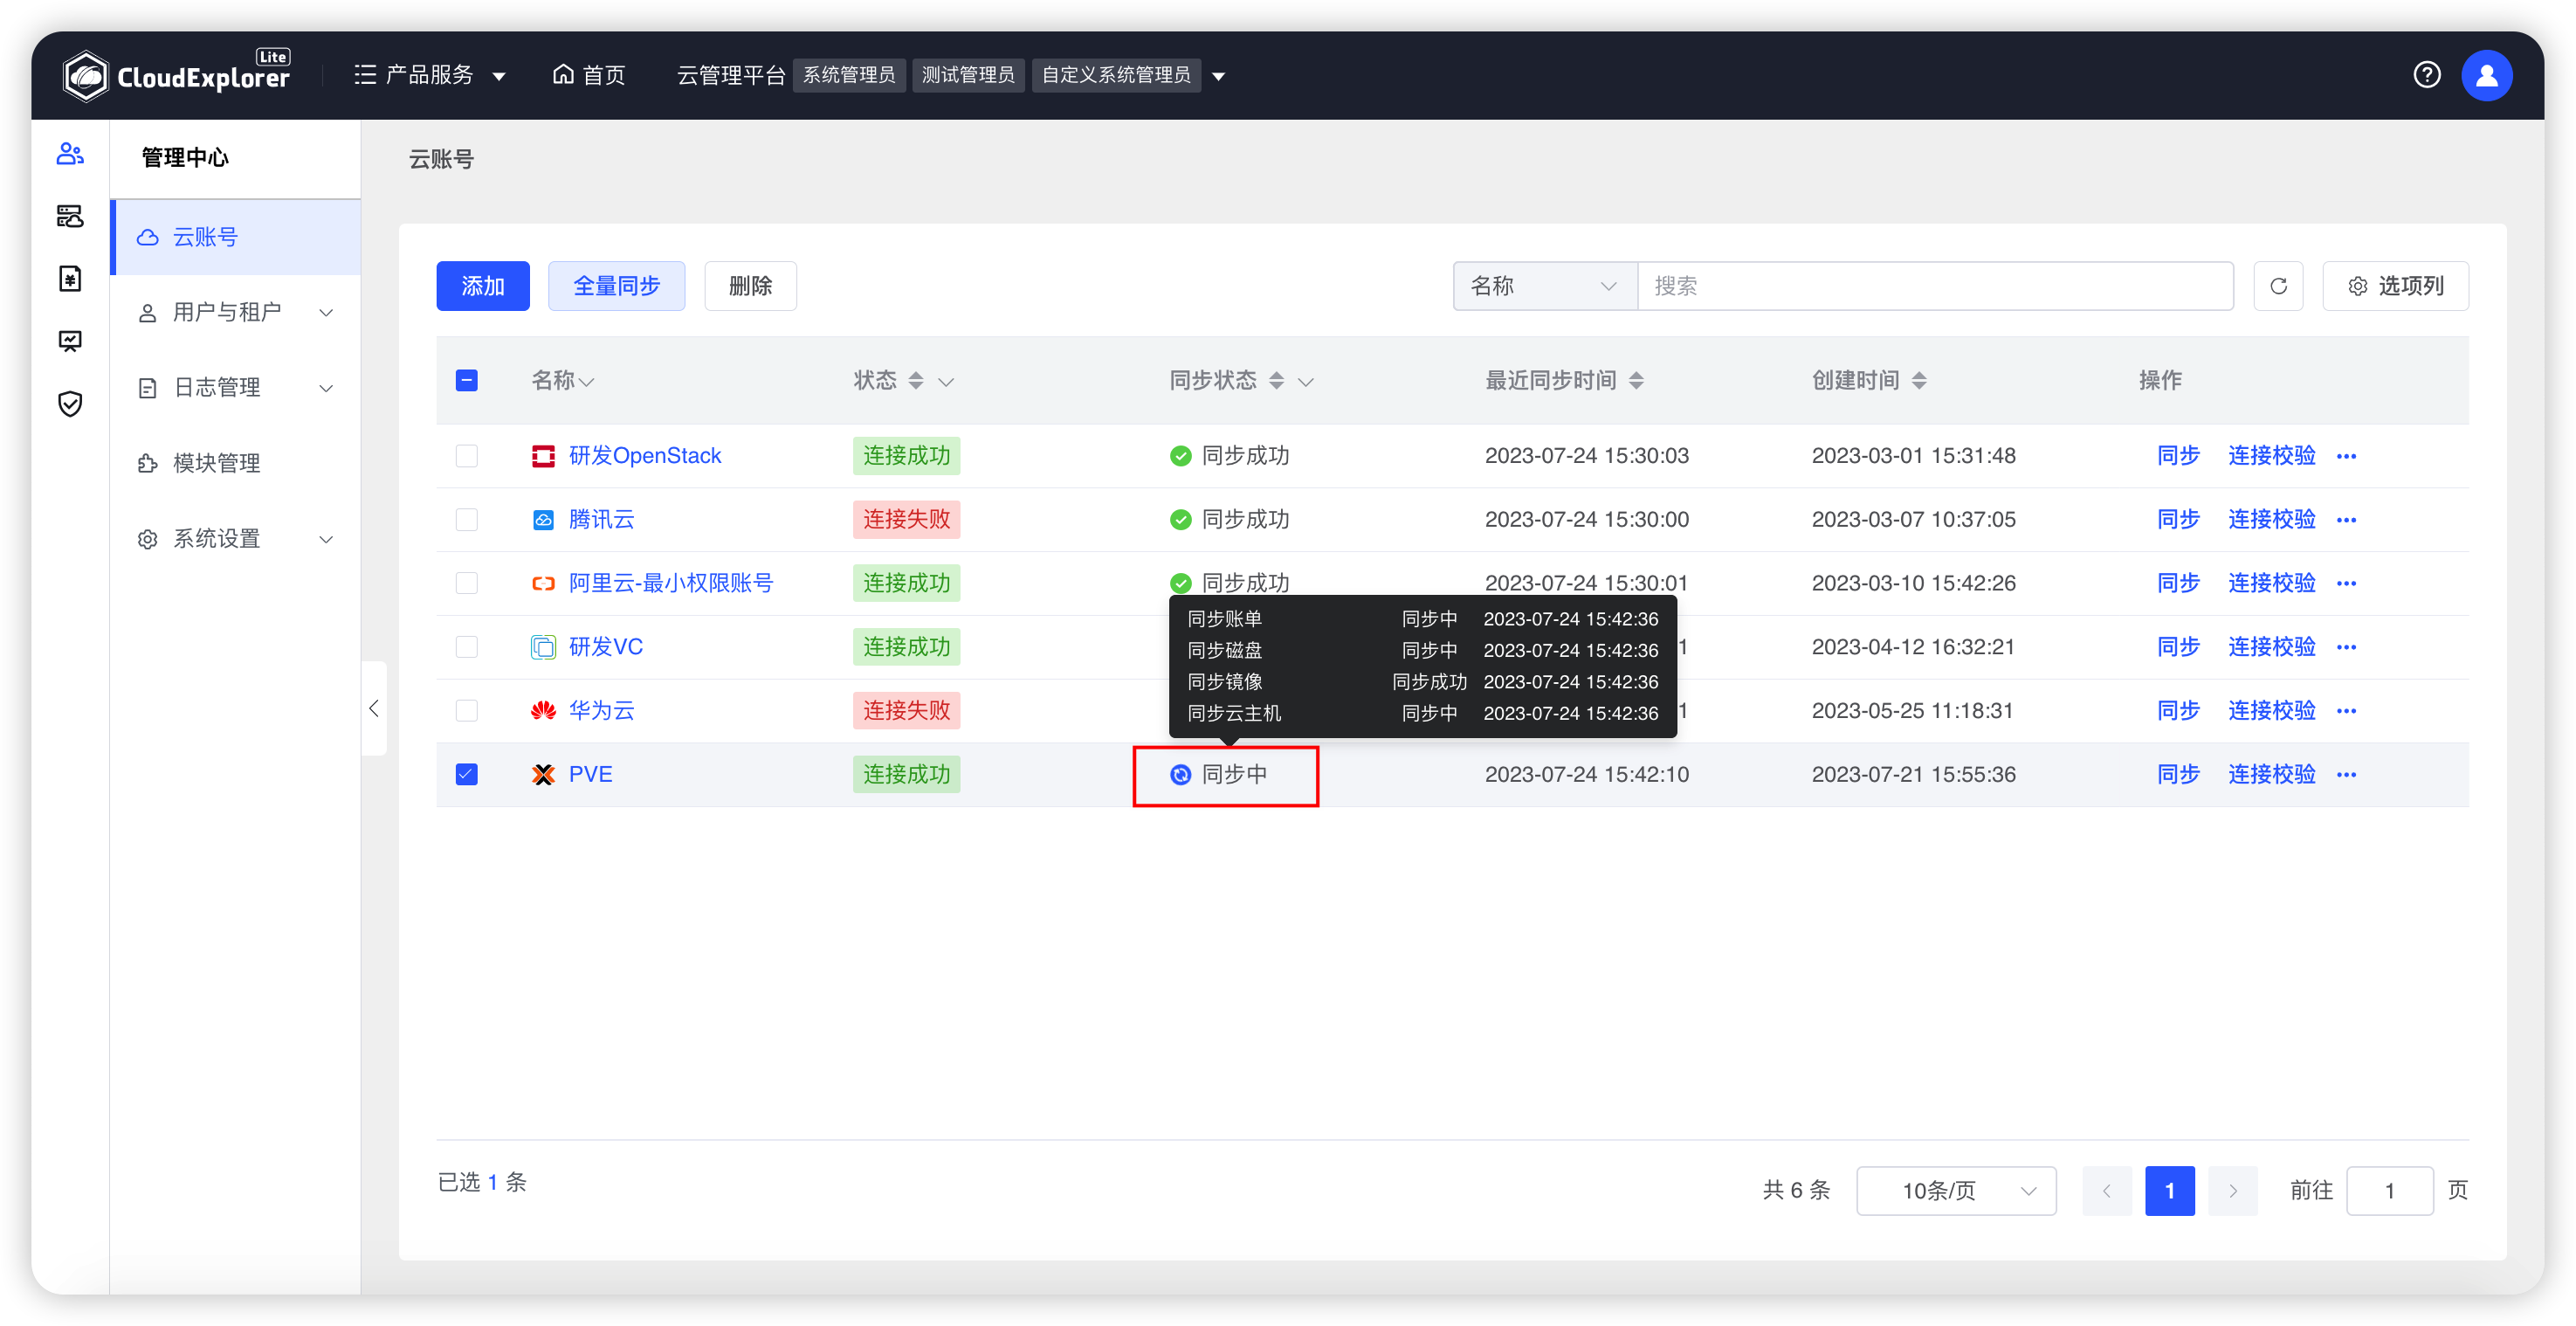 CloudExplorer Lite
产品服务
首页
云管理平台 系统管理员 测试管理员 自定义系统管理员
管理中心
云账号
用户与租户
日志管理
模块管理
系统设置
云账号
添加 全量同步 删除 名称 搜索 选项列
名称 状态 同步状态 最近同步时间 创建时间 操作
研发OpenStack 连接成功 同步成功 2023-07-24 15:30:03 2023-03-01 15:31:48 同步 连接校验
腾讯云 连接失败 同步成功 2023-07-24 15:30:00 2023-03-07 10:37:05 同步 连接校验
阿里云-最小权限账号 连接成功 同步成功 2023-07-24 15:30:01 2023-03-10 15:42:26 同步 连接校验
研发VC 连接成功 1 2023-04-12 16:32:21 同步 连接校验
华为云 连接失败 1 2023-05-25 11:18:31 同步 连接校验
同步账单 同步中 2023-07-24 15:42:36
同步磁盘 同步中 2023-07-24 15:42:36
同步镜像 同步成功 2023-07-24 15:42:36
同步云主机 同步中 2023-07-24 15:42:36
PVE 连接成功 同步中 2023-07-24 15:42:10 2023-07-21 15:55:36 同步 连接校验
已选 1 条
共 6 条 10条/页 1 前往 1 页